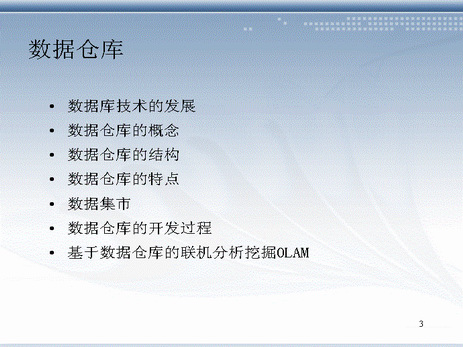 数据仓库
• 数据库技术的发展
• 数据仓库的概念
• 数据仓库的结构
• 数据仓库的特点
• 数据集市
• 数据仓库的开发过程
• 基于数据仓库的联机分析挖掘OLAM
3